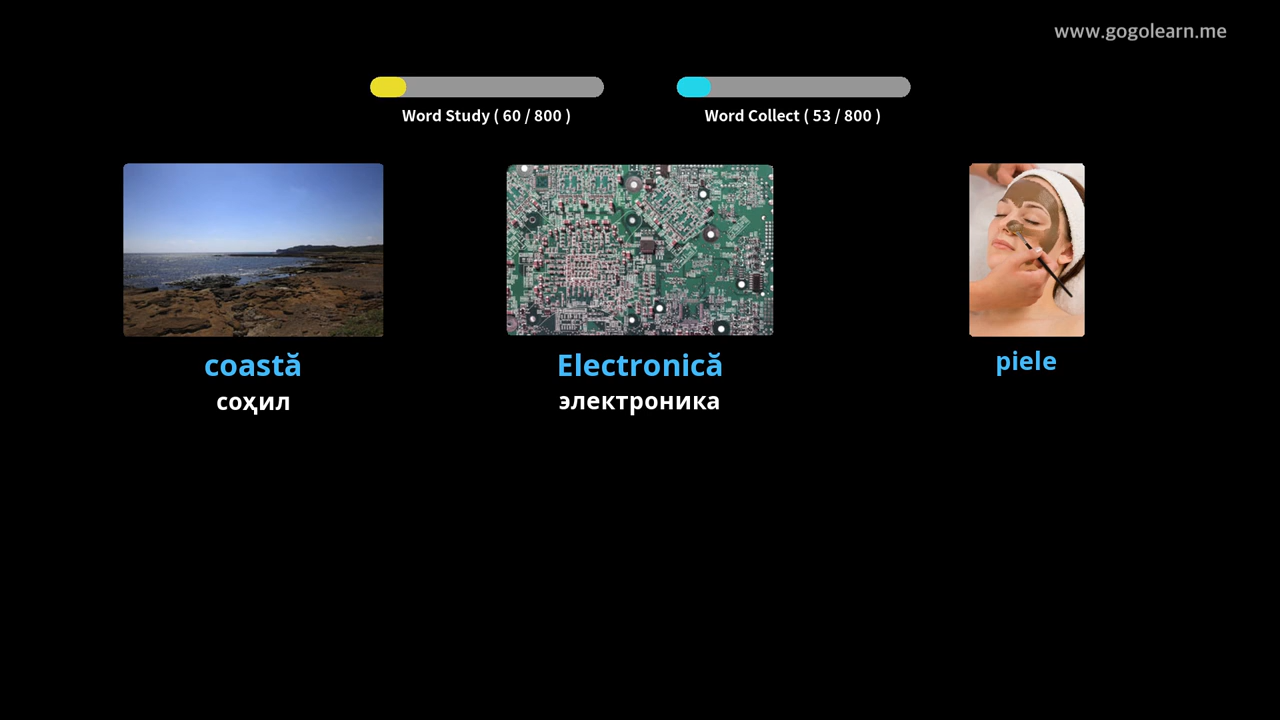 www.gogolearn.me
Word Study ( 60 / 800 )
Word Collect ( 53 / 800 )
coastă
соҳил
Electronică
электроника
piele